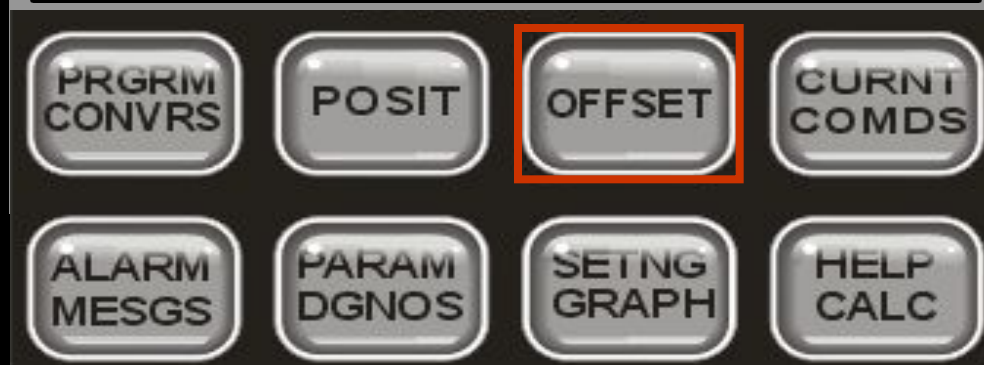 PRGRM
CONVRS
POSIT
OFFSET
CURNT
COMDS
ALARM
MESGS
PARAM
DGNOS
SETNG
GRAPH
HELP
CALC